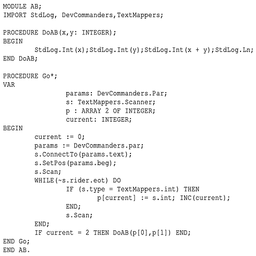 MODULE AB;
IMPORT StdLog, DevCommanders,TextMappers;
PROCEDURE DoAB(x,y: INTEGER);
BEGIN
StdLog.Int(x);StdLog.Int(y);StdLog.Int(x + y);StdLog.Ln;
END DoAB;
PROCEDURE Go*;
VAR
params: DevCommanders.Par;
s: TextMappers.Scanner;
p : ARRAY 2 OF INTEGER;
current: INTEGER;
BEGIN
current := 0;
params := DevCommanders.par;
s.ConnectTo(params.text);
s.SetPos(params.beg);
s.Scan;
WHILE(~s.rider.eot) DO
IF (s.type = TextMappers.int) THEN
p[current] := s.int; INC(current);
END;
s.Scan;
END;
IF current = 2 THEN DoAB(p[0],p[1]) END;
END Go;
END AB.